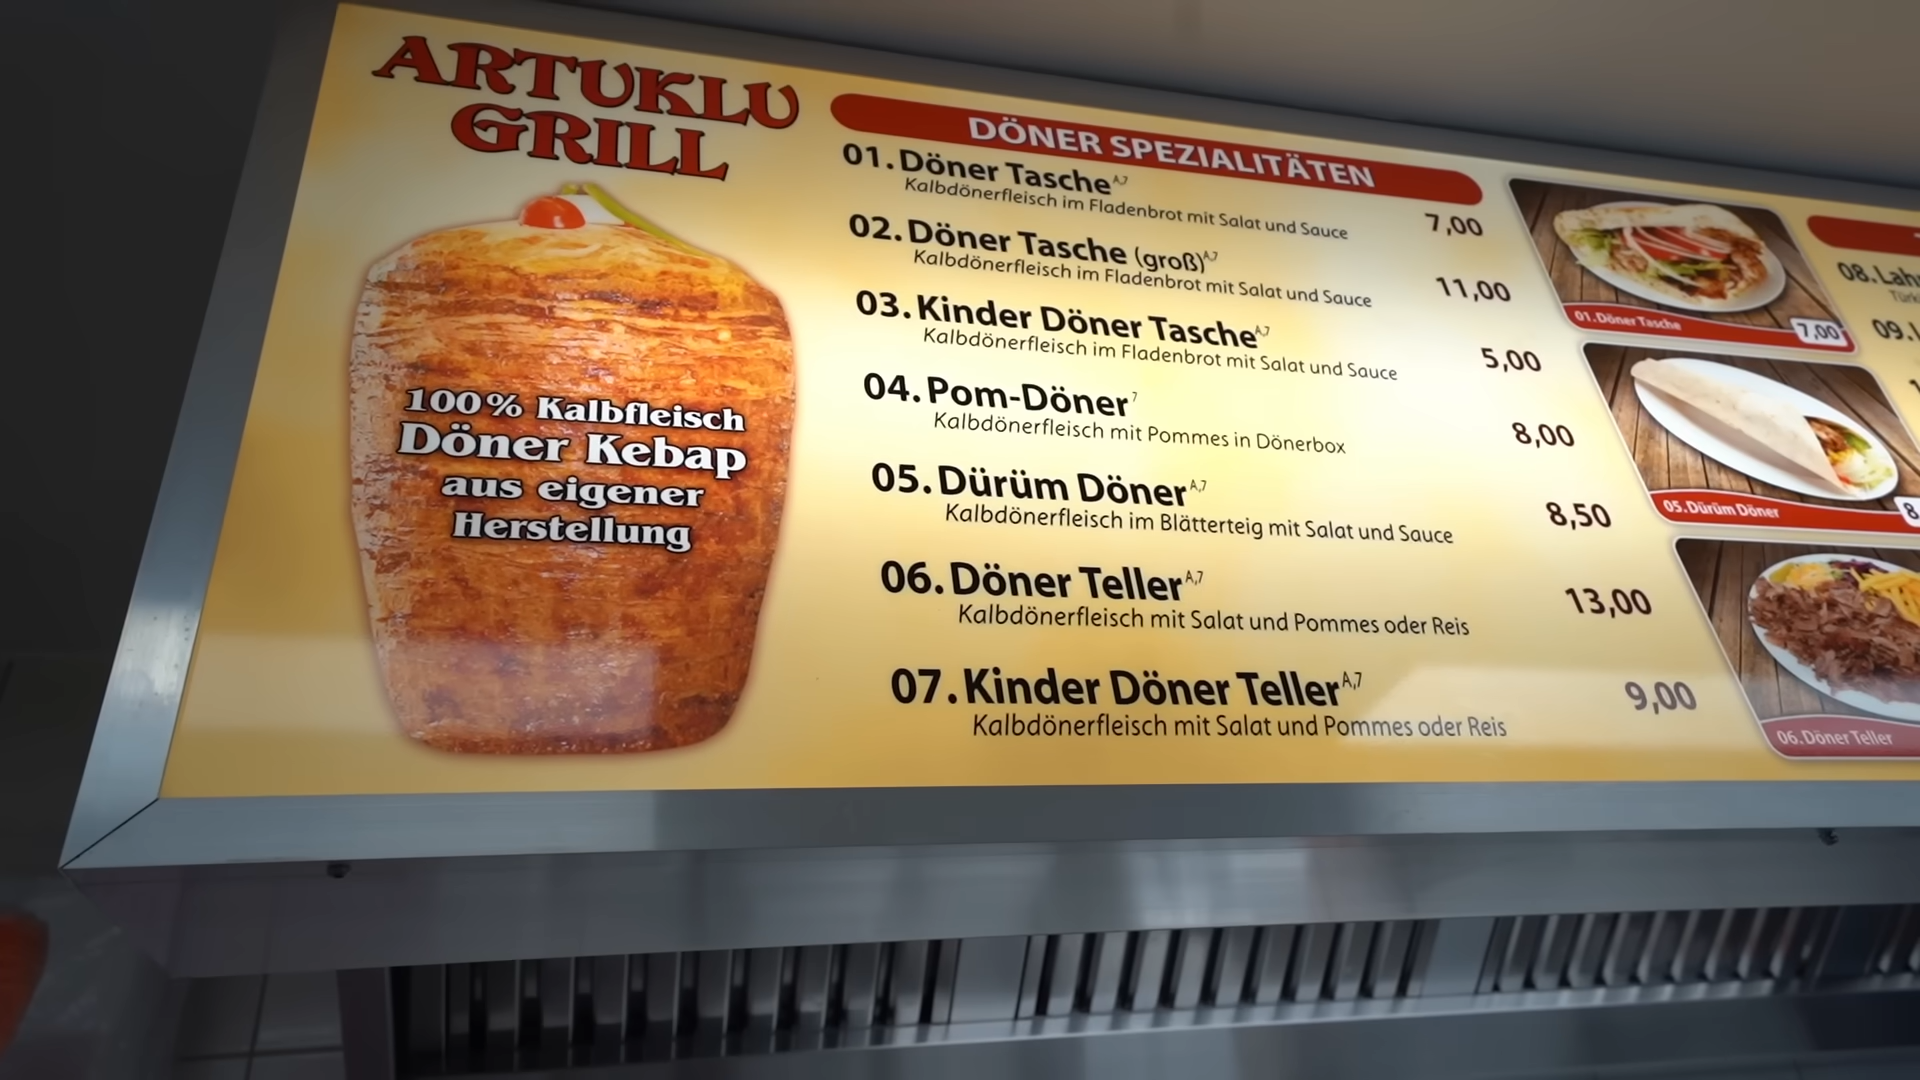 ARTUKLU
GRILL
100% Kalbfleisch
Döner Kebap
aus eigener
Herstellung
DÖNER SPEZIALITÄTEN
01. Döner Tasche A,7 7,00
Kalbdönerfleisch im Fladenbrot mit Salat und Sauce
02. Döner Tasche (groß) A,7 11,00
Kalbdönerfleisch im Fladenbrot mit Salat und Sauce
03. Kinder Döner Tasche A,7 5,00
Kalbdönerfleisch im Fladenbrot mit Salat und Sauce
04. Pom-Döner 7 8,00
Kalbdönerfleisch mit Pommes in Dönerbox
05. Dürüm Döner A,7 8,50
Kalbdönerfleisch im Blätterteig mit Salat und Sauce
06. Döner Teller A,7 13,00
Kalbdönerfleisch mit Salat und Pommes oder Reis
07. Kinder Döner Teller A,7 9,00
Kalbdönerfleisch mit Salat und Pommes oder Reis
01. Döner Tasche 7,00
05. Dürüm Döner 8
06. Döner Teller
08. Lah
Türk
09.